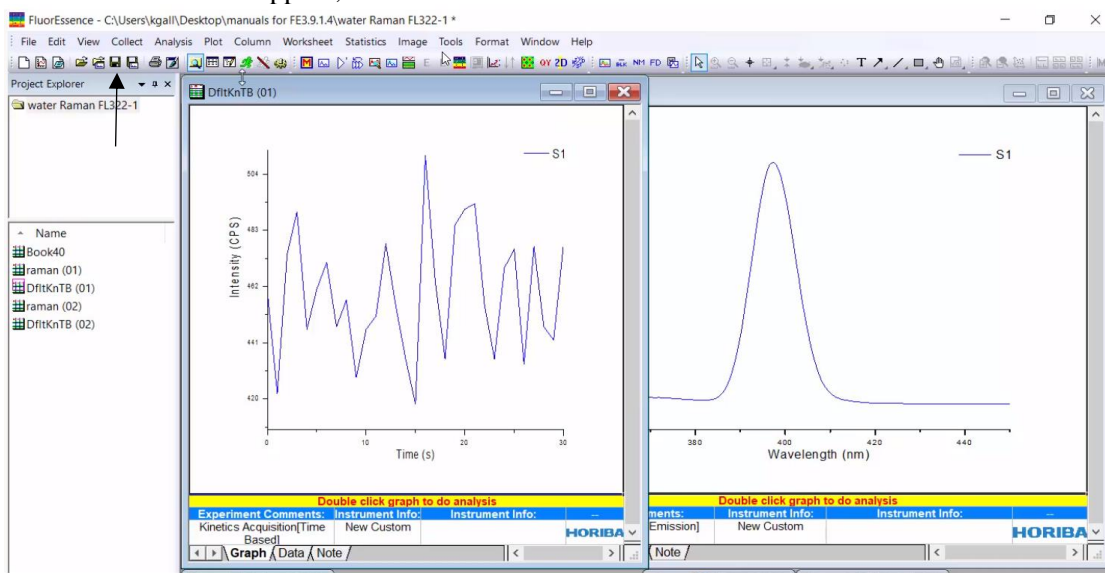 FluorEssence - C:\Users\kgall\Desktop\manuals for FE3.9.1.4\water Raman FL322-1 *
File Edit View Collect Analysis Plot Column Worksheet Statistics Image Tools Format Window Help
QY 2D BLK NM FD T
Project Explorer
water Raman FL322-1
Name
Book40
raman (01)
DfltKnTB (01)
raman (02)
DfltKnTB (02)
DfltKnTB (01)
S1
504
483
462
441
420
Intensity (CPS)
0 10 20 30
Time (s)
Double click graph to do analysis
Experiment Comments: Instrument Info: Instrument Info: --
Kinetics Acquisition[Time Based] New Custom
HORIBA
Graph Data Note
S1
380 400 420 440
Wavelength (nm)
Double click graph to do analysis
ments: Instrument Info: Instrument Info: --
Emission] New Custom
HORIBA
Note